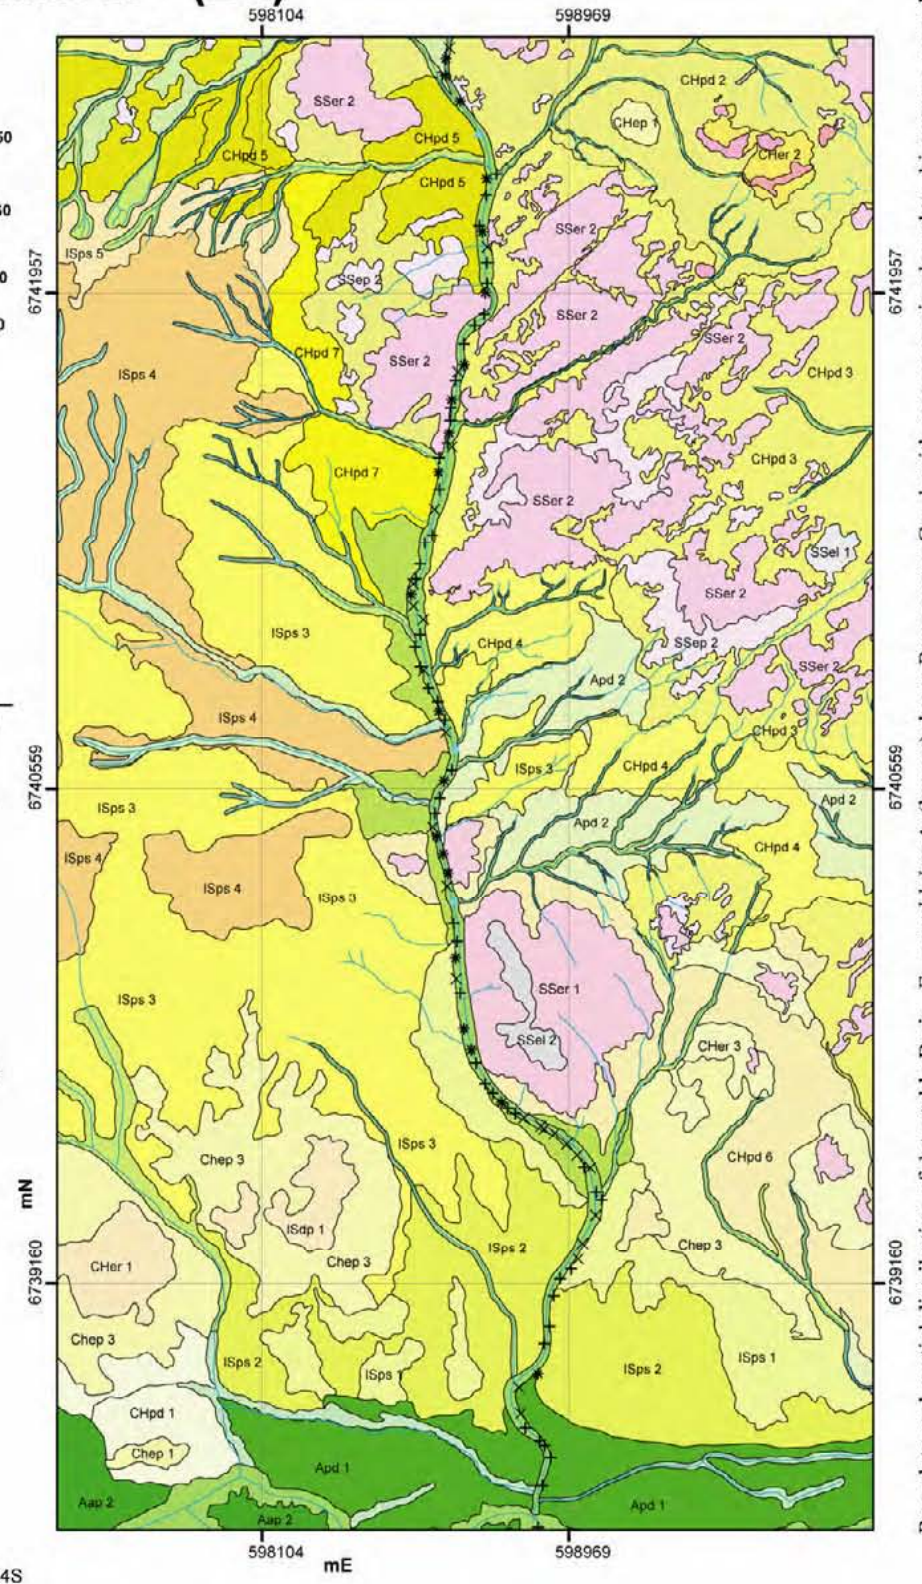 598104 598969
CHpd 2
SSer 2
CHep 1
CHpd 5
CHpd 5
CHer 2
CHpd 5
SSer 2
ISps 5
SSep 2
6741957
6741957
SSer 2
SSer 2
CHpd 7
SSer 2
ISps 4
CHpd 3
CHpd 3
CHpd 7
SSer 2
SSel 1
SSer 2
ISps 3
CHpd 4
SSep 2
SSer 2
Apd 2
ISps 4
CHpd 3
ISps 3
CHpd 4
6740559
6740559
ISps 3
Apd 2
Apd 2
CHpd 4
ISps 4
ISps 4
ISps 3
SSer 1
ISps 3
SSel 2
CHer 3
ISps 3
Chep 3
CHpd 6
mN
ISdp 1
ISps 2
Chep 3
Chep 3
CHer 1
6739160
6739160
Chep 3
ISps 2
ISps 2
ISps 1
ISps 1
CHpd 1
Chep 1
Apd 1
Aap 2
Apd 1
Aap 2
598104 598969
mE
4S